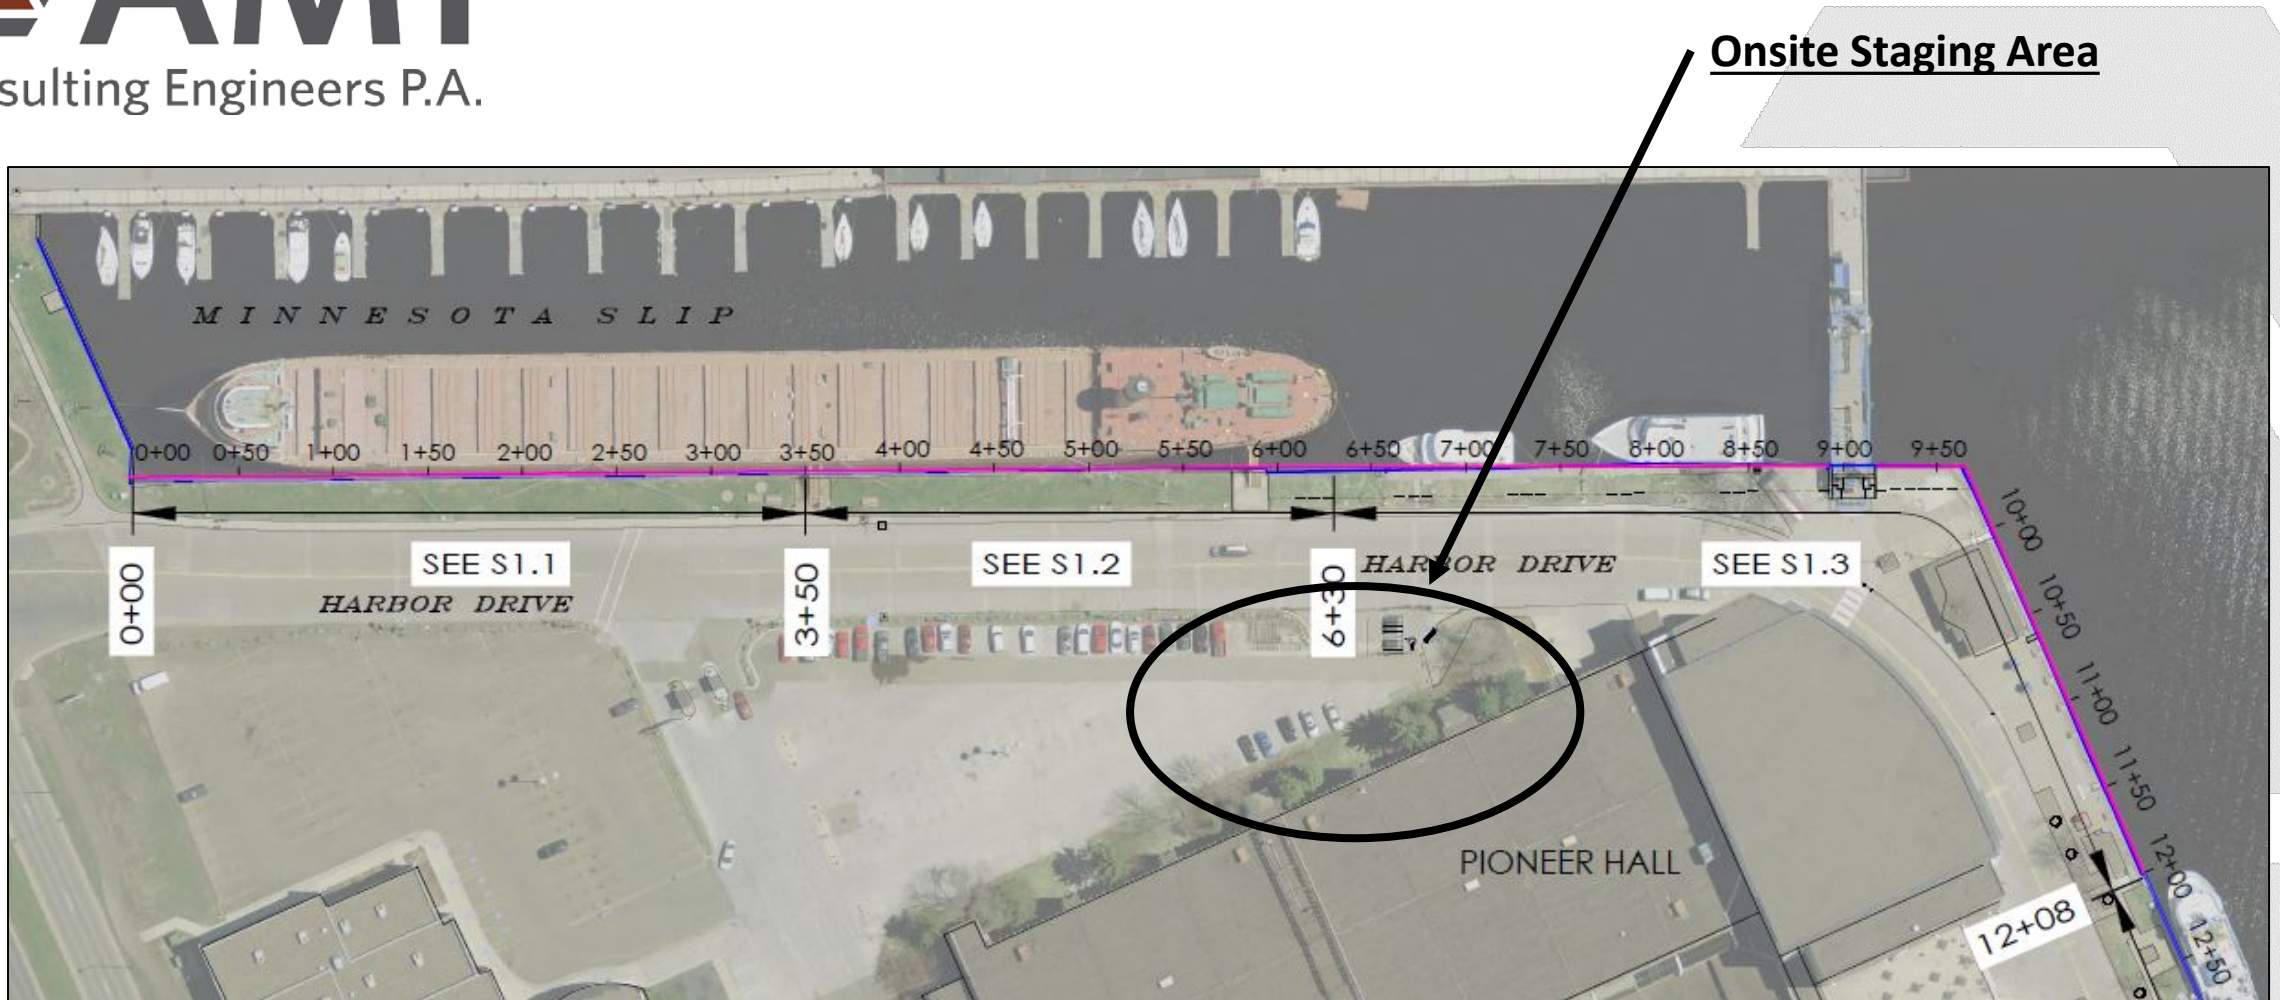 AMI
sulting Engineers P.A.
Onsite Staging Area
MINNESOTA SLIP
0+00 0+50 1+00 1+50 2+00 2+50 3+00 3+50 4+00 4+50 5+00 5+50 6+00 6+50 7+00 7+50 8+00 8+50 9+00 9+50
10+00
10+50
11+00
11+50
12+00
12+50
0+00
SEE S1.1
3+50
SEE S1.2
6+30
SEE S1.3
HARBOR DRIVE
HARBOR DRIVE
PIONEER HALL
12+08